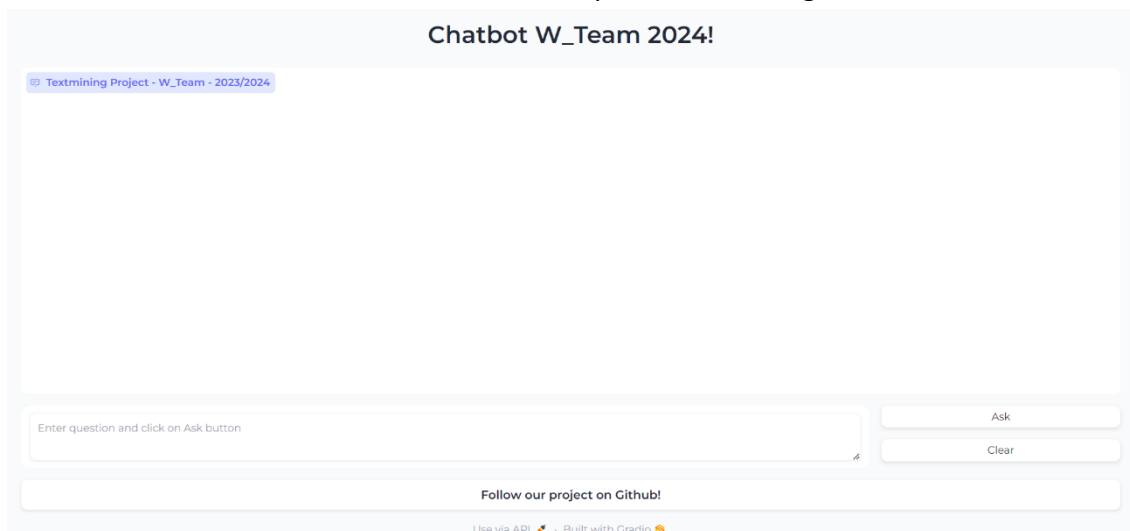 Chatbot W_Team 2024!
Textmining Project - W_Team - 2023/2024
Enter question and click on Ask button
Ask
Clear
Follow our project on Github!
Use via API · Built with Gradio